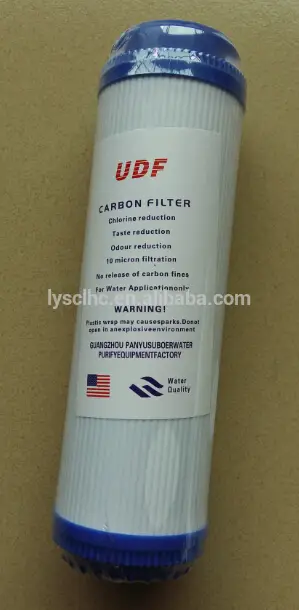 UDF
CARBON FILTER
Chlorine reduction
Taste reduction
Odour reduction
10 micron filtration
No release of carbon fines
For Water Applicationonly
lysclhc.en.alibaba.com
WARNING!
Plastic wrap may causesparks.Donot
open in anexplosiveenvironment
GUANGZHOU PANYUSUBOERWATER
PURIFYEQUIPMENTFACTORY
Water
Quality